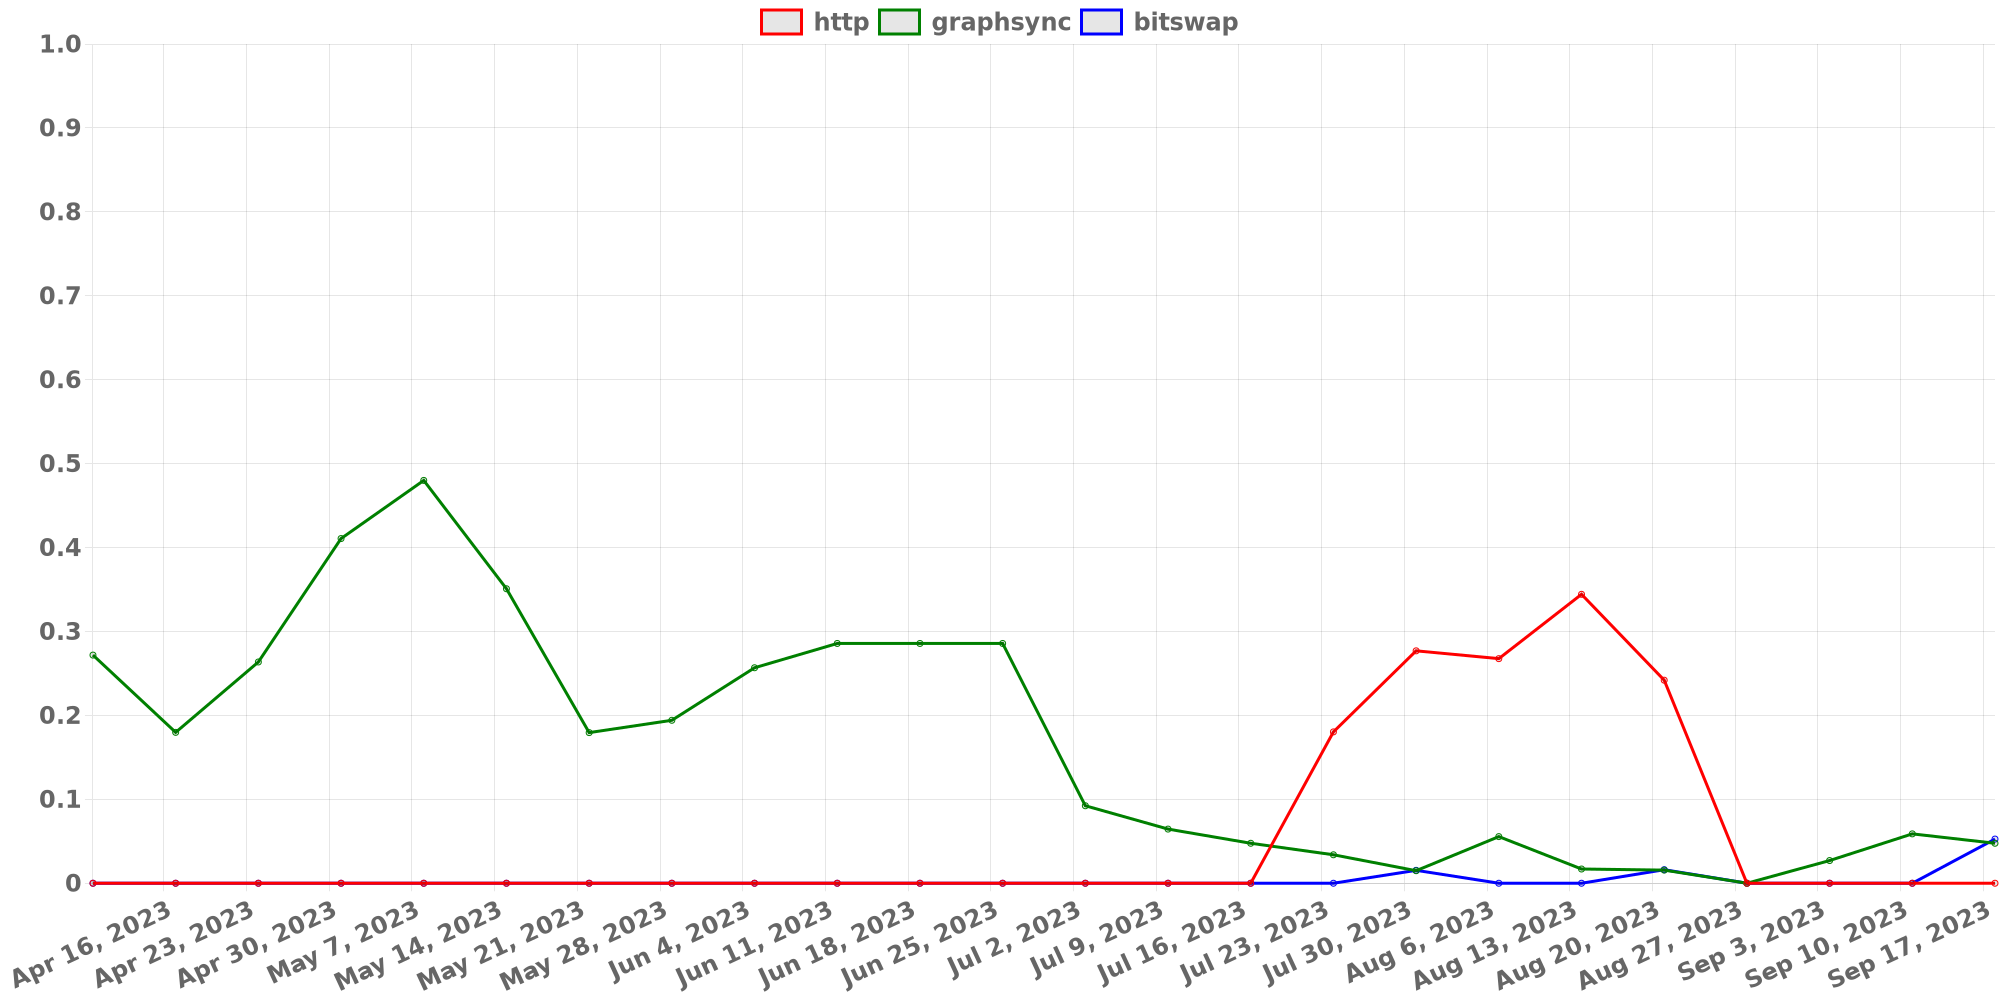 http graphsync bitswap
1.0
0.9
0.8
0.7
0.6
0.5
0.4
0.3
0.2
0.1
0
Apr 16, 2023
Apr 23, 2023
Apr 30, 2023
May 7, 2023
May 14, 2023
May 21, 2023
May 28, 2023
Jun 4, 2023
Jun 11, 2023
Jun 18, 2023
Jun 25, 2023
Jul 2, 2023
Jul 9, 2023
Jul 16, 2023
Jul 23, 2023
Jul 30, 2023
Aug 6, 2023
Aug 13, 2023
Aug 20, 2023
Aug 27, 2023
Sep 3, 2023
Sep 10, 2023
Sep 17, 2023